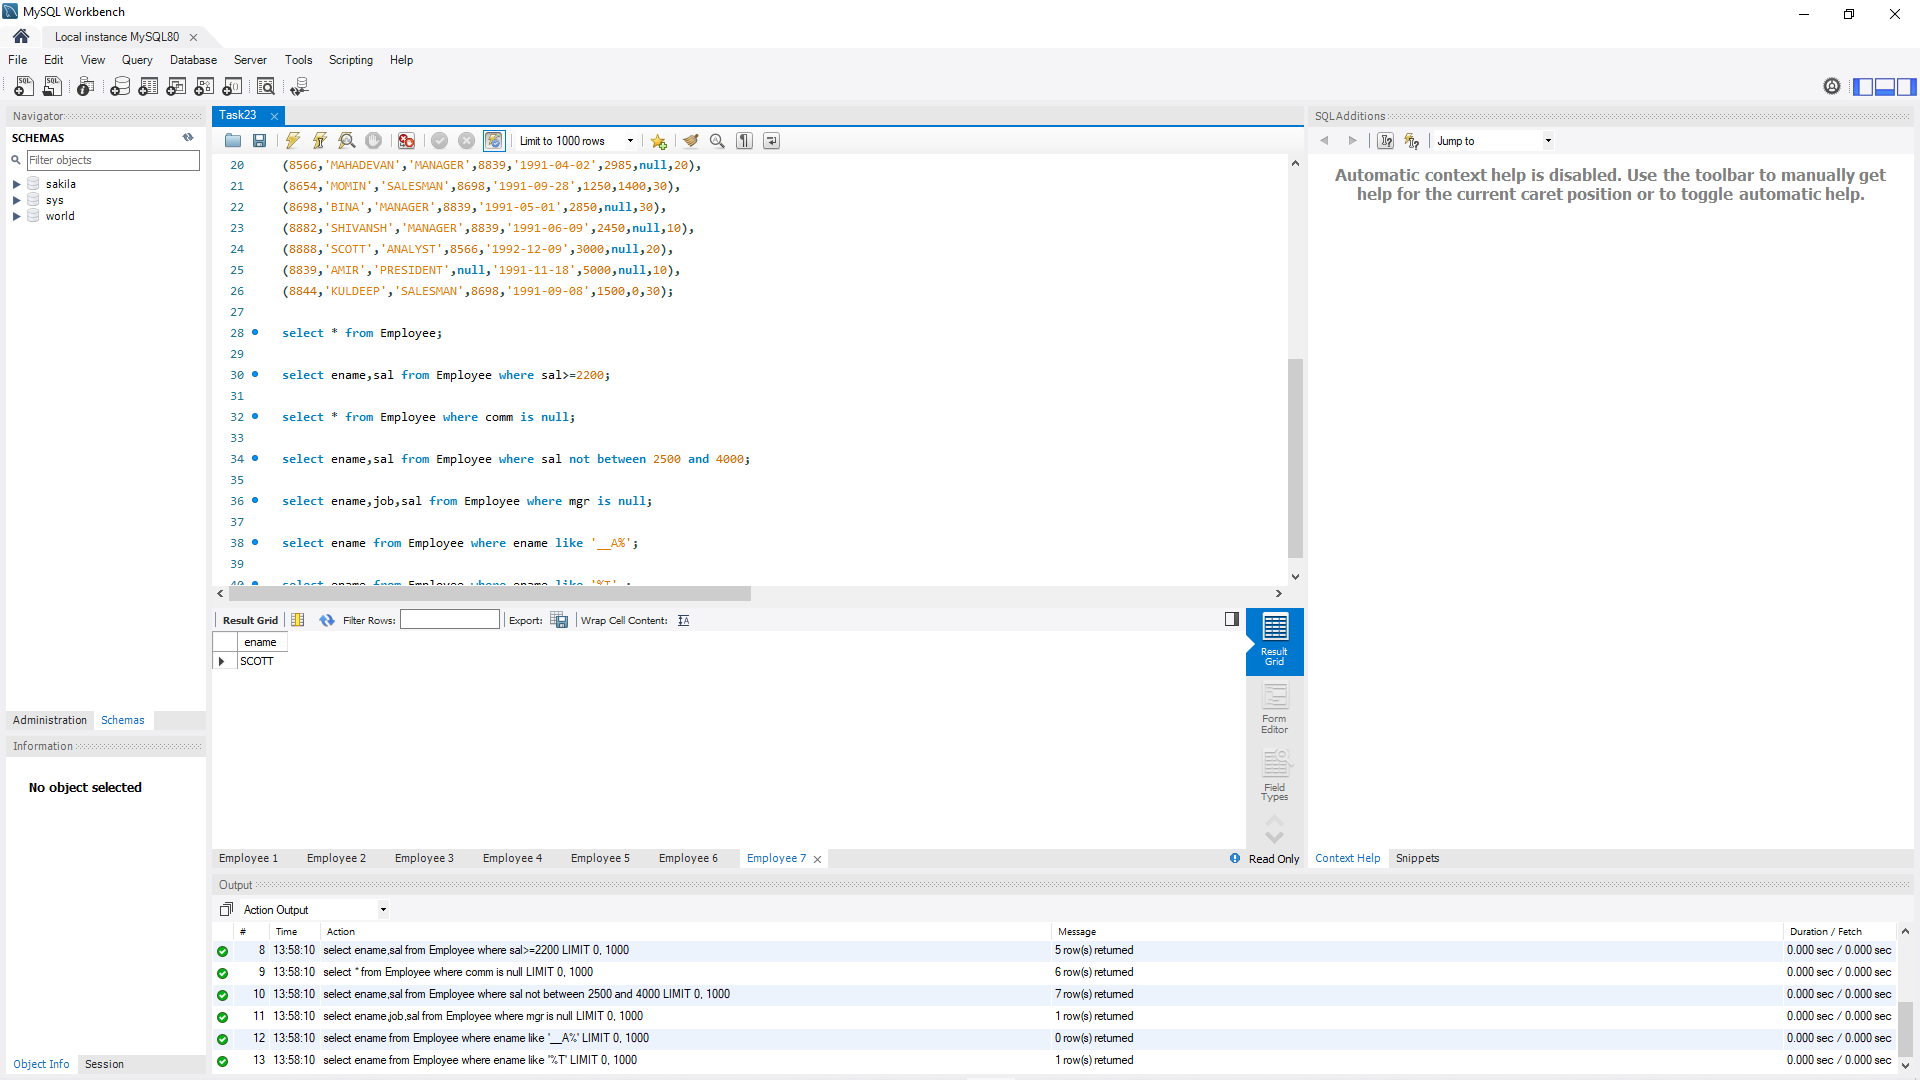 MySQL Workbench
Local instance MySQL80
File Edit View Query Database Server Tools Scripting Help
Navigator
SCHEMAS
Filter objects
sakila
sys
world
Administration Schemas
Information
No object selected
Object Info Session
Task23
Limit to 1000 rows
20 (8566,'MAHADEVAN','MANAGER',8839,'1991-04-02',2985,null,20),
21 (8654,'MOMIN','SALESMAN',8698,'1991-09-28',1250,1400,30),
22 (8698,'BINA','MANAGER',8839,'1991-05-01',2850,null,30),
23 (8882,'SHIVANSH','MANAGER',8839,'1991-06-09',2450,null,10),
24 (8888,'SCOTT','ANALYST',8566,'1992-12-09',3000,null,20),
25 (8839,'AMIR','PRESIDENT',null,'1991-11-18',5000,null,10),
26 (8844,'KULDEEP','SALESMAN',8698,'1991-09-08',1500,0,30);
27
28 select * from Employee;
29
30 select ename,sal from Employee where sal>=2200;
31
32 select * from Employee where comm is null;
33
34 select ename,sal from Employee where sal not between 2500 and 4000;
35
36 select ename,job,sal from Employee where mgr is null;
37
38 select ename from Employee where ename like '__A%';
39
40 select ename from Employee where ename like '%T' ;
Result Grid Filter Rows: Export: Wrap Cell Content:
ename
SCOTT
Result Grid
Form Editor
Field Types
Employee 1 Employee 2 Employee 3 Employee 4 Employee 5 Employee 6 Employee 7
Read Only
SQLAdditions
Jump to
Automatic context help is disabled. Use the toolbar to manually get
help for the current caret position or to toggle automatic help.
Context Help Snippets
Output
Action Output
# Time Action Message Duration / Fetch
8 13:58:10 select ename,sal from Employee where sal>=2200 LIMIT 0, 1000 5 row(s) returned 0.000 sec / 0.000 sec
9 13:58:10 select * from Employee where comm is null LIMIT 0, 1000 6 row(s) returned 0.000 sec / 0.000 sec
10 13:58:10 select ename,sal from Employee where sal not between 2500 and 4000 LIMIT 0, 1000 7 row(s) returned 0.000 sec / 0.000 sec
11 13:58:10 select ename,job,sal from Employee where mgr is null LIMIT 0, 1000 1 row(s) returned 0.000 sec / 0.000 sec
12 13:58:10 select ename from Employee where ename like '__A%' LIMIT 0, 1000 0 row(s) returned 0.000 sec / 0.000 sec
13 13:58:10 select ename from Employee where ename like '%T' LIMIT 0, 1000 1 row(s) returned 0.000 sec / 0.000 sec